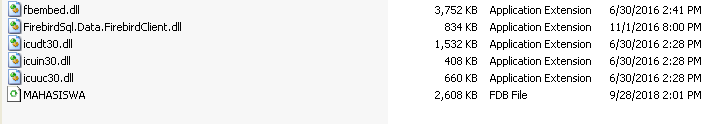 fbembed.dll 3,752 KB Application Extension 6/30/2016 2:41 PM
FirebirdSql.Data.FirebirdClient.dll 834 KB Application Extension 11/1/2016 8:00 PM
icudt30.dll 1,532 KB Application Extension 6/30/2016 2:28 PM
icuin30.dll 408 KB Application Extension 6/30/2016 2:28 PM
icuuc30.dll 660 KB Application Extension 6/30/2016 2:28 PM
MAHASISWA 2,608 KB FDB File 9/28/2018 2:01 PM